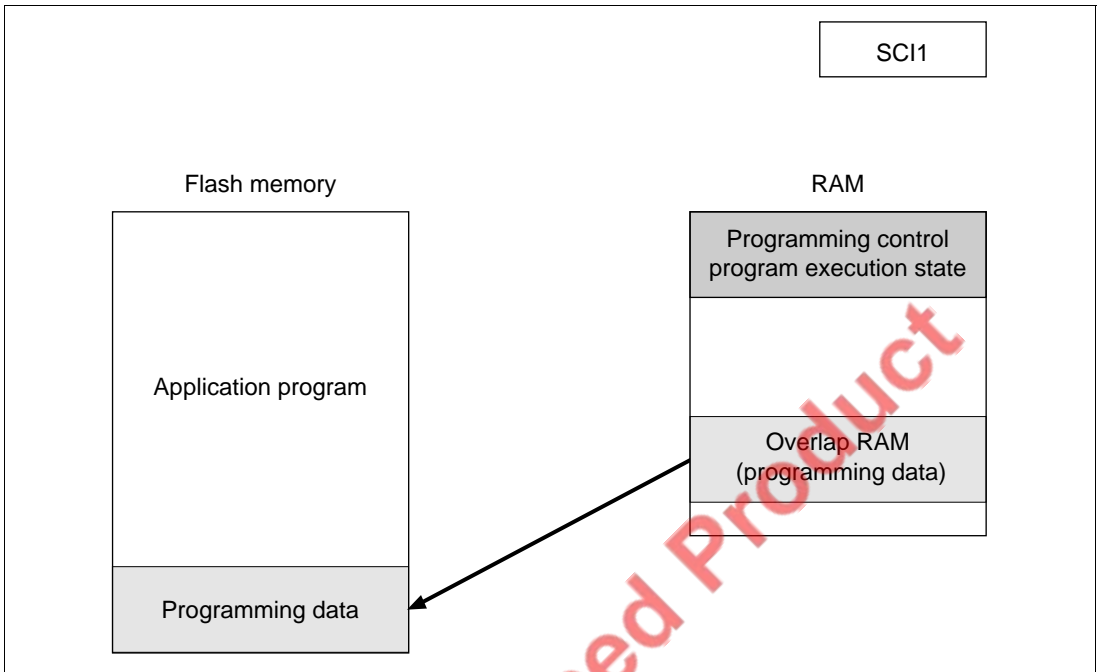 SCI1
Flash memory
RAM
Programming control
program execution state
Application program
Overlap RAM
(programming data)
Programming data
Product